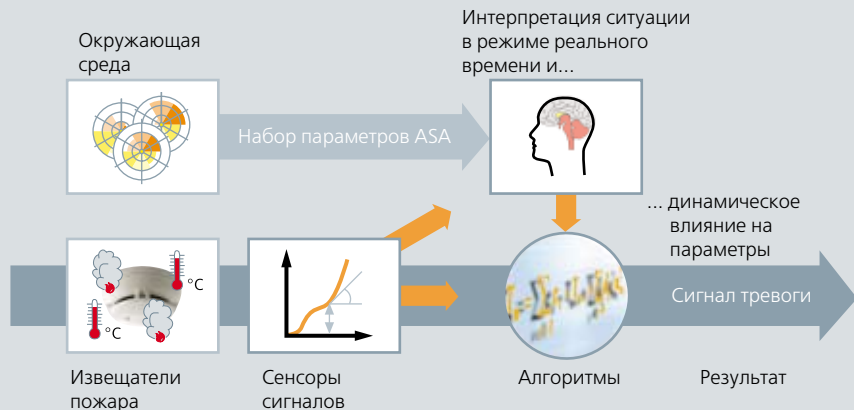 Окружающая
среда
Интерпретация ситуации
в режиме реального
времени и...
Набор параметров ASA
... динамическое
влияние на
параметры
°C
°C
Сигнал тревоги
Извещатели
пожара
Сенсоры
сигналов
Алгоритмы
Результат